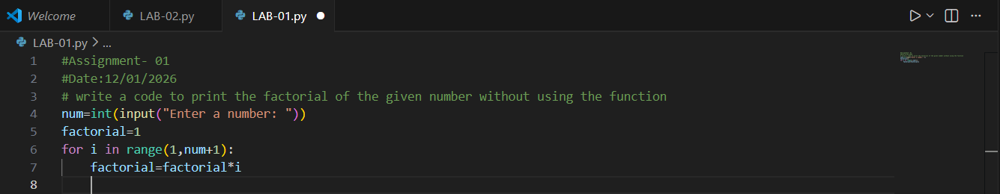 Welcome LAB-02.py LAB-01.py
LAB-01.py > ...
1 #Assignment- 01
2 #Date:12/01/2026
3 # write a code to print the factorial of the given number without using the function
4 num=int(input("Enter a number: "))
5 factorial=1
6 for i in range(1,num+1):
7     factorial=factorial*i
8